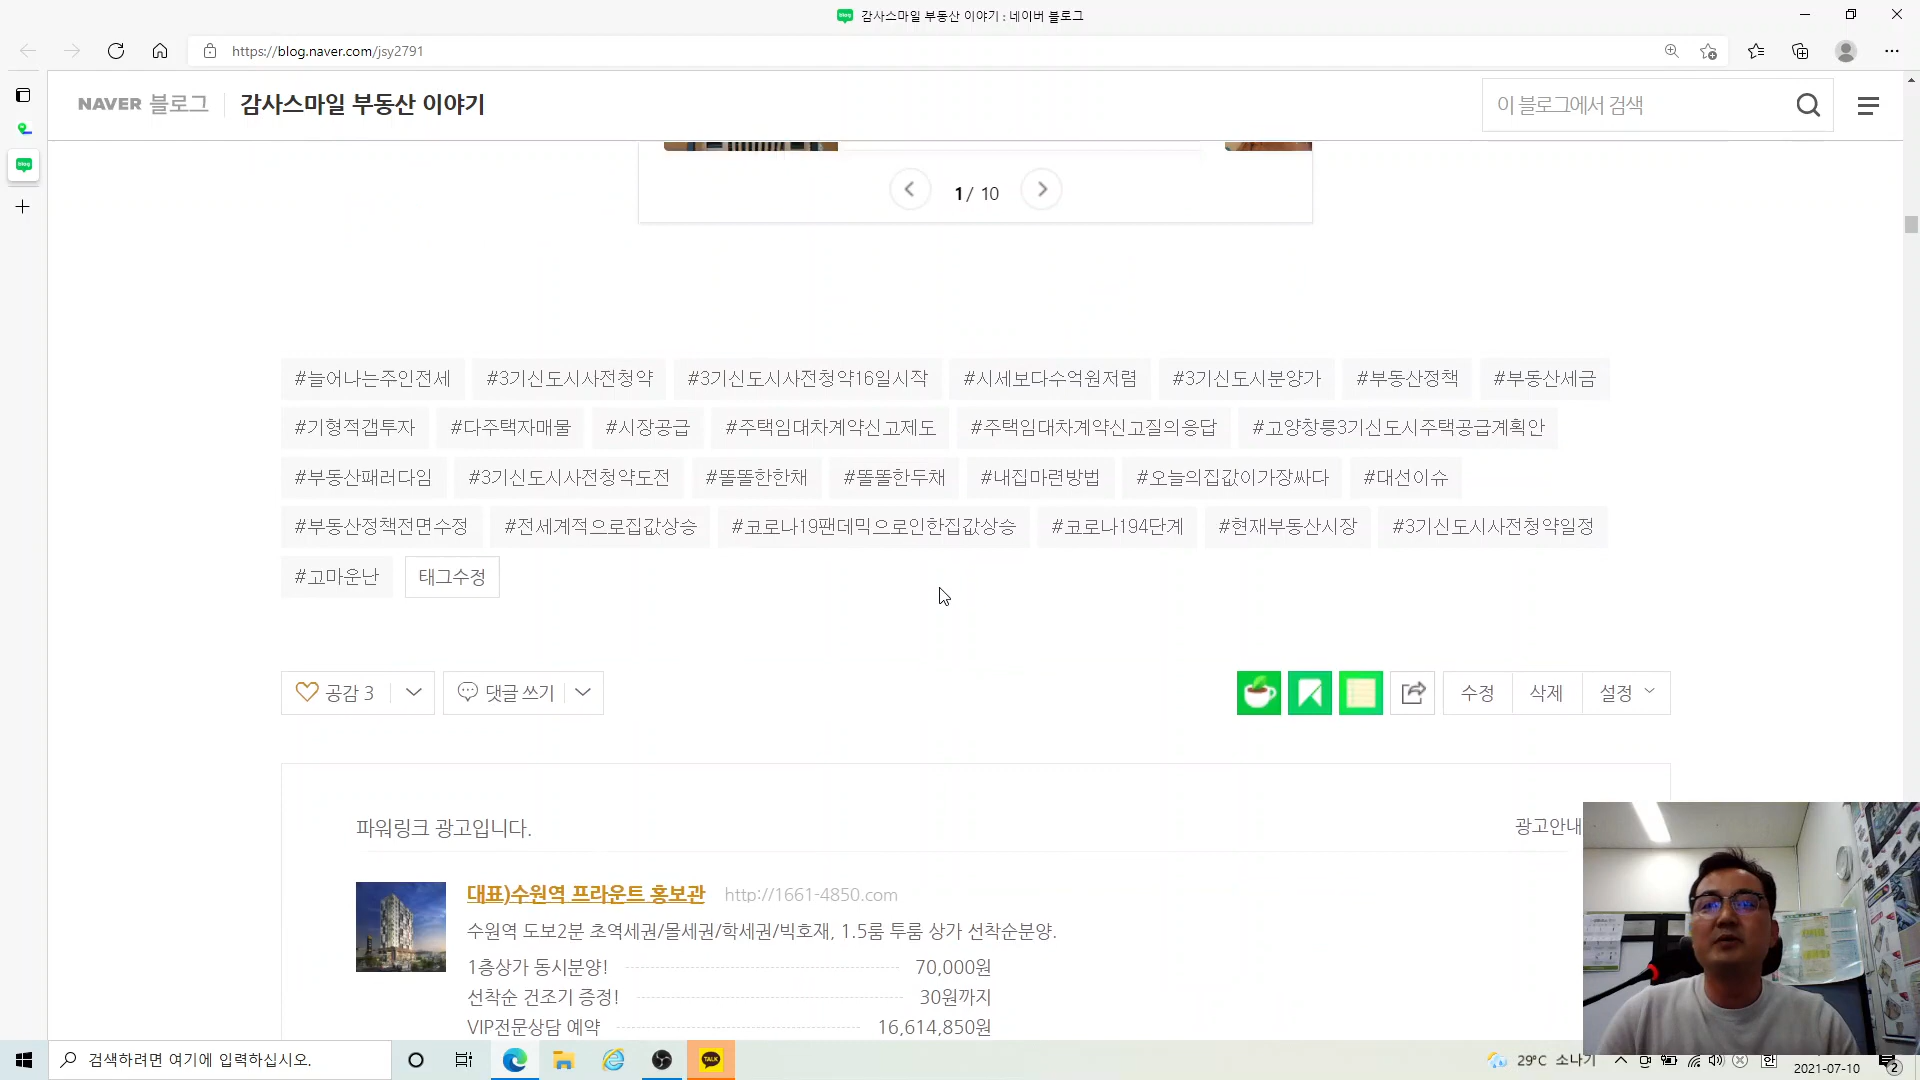 감사스마일 부동산 이야기 : 네이버 블로그
https://blog.naver.com/jsy2791
NAVER 블로그 감사스마일 부동산 이야기
이 블로그에서 검색
1 / 10
#늘어나는주인전세 #3기신도시사전청약 #3기신도시사전청약16일시작 #시세보다수억원저렴 #3기신도시분양가 #부동산정책 #부동산세금
#기형적갭투자 #다주택자매물 #시장공급 #주택임대차계약신고제도 #주택임대차계약신고질의응답 #고양창릉3기신도시주택공급계획안
#부동산패러다임 #3기신도시사전청약도전 #똘똘한한채 #똘똘한두채 #내집마련방법 #오늘의집값이가장싸다 #대선이슈
#부동산정책전면수정 #전세계적으로집값상승 #코로나19팬데믹으로인한집값상승 #코로나194단계 #현재부동산시장 #3기신도시사전청약일정
#고마운난 태그수정
공감 3 댓글 쓰기 수정 삭제 설정
파워링크 광고입니다. 광고안내
대표)수원역 프라운트 홍보관 http://1661-4850.com
수원역 도보2분 초역세권/몰세권/학세권/빅호재, 1.5룸 투룸 상가 선착순분양.
1층상가 동시분양! 70,000원
선착순 건조기 증정! 30원까지
VIP전문상담 예약 16,614,850원
검색하려면 여기에 입력하십시오. TALK 29°C 소나기 한 2021-07-10 2